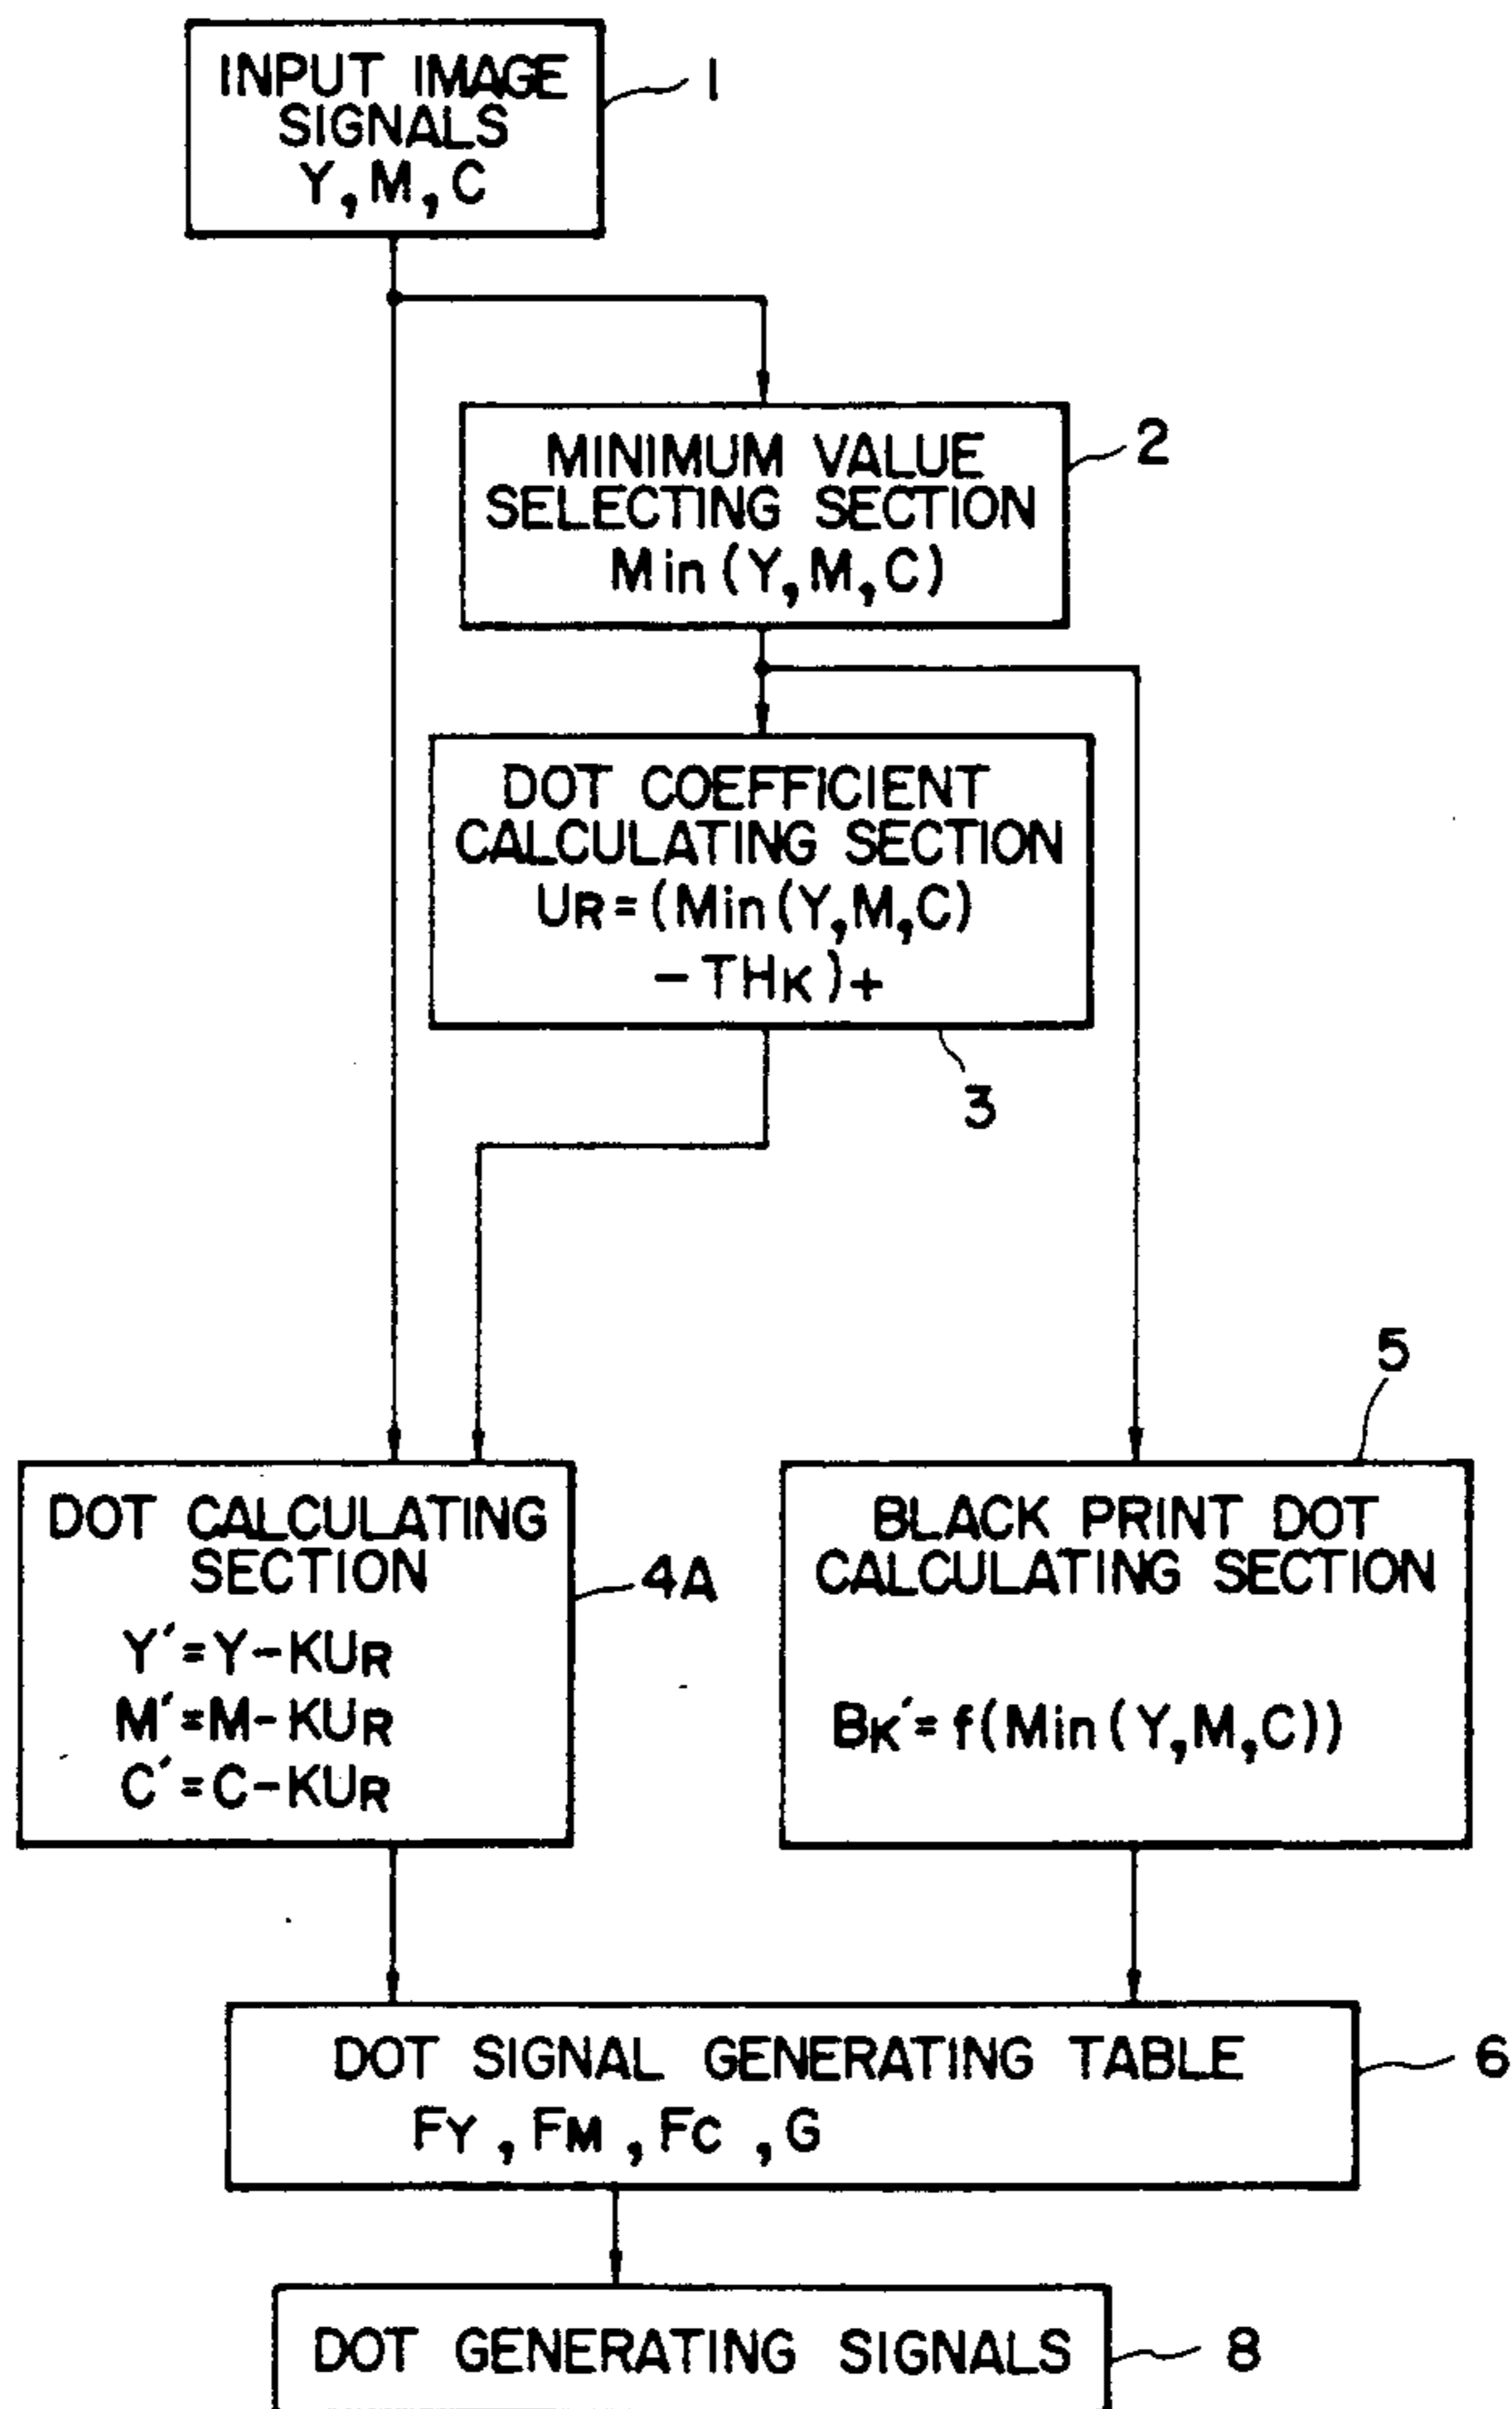 INPUT IMAGE
SIGNALS
Y, M, C
1
MINIMUM VALUE
SELECTING SECTION
Min (Y, M, C)
2
DOT COEFFICIENT
CALCULATING SECTION
UR = (Min (Y, M, C)
- THK)+
3
DOT CALCULATING
SECTION
Y' = Y - KUR
M' = M - KUR
C' = C - KUR
4A
5
BLACK PRINT DOT
CALCULATING SECTION
BK' = f(Min (Y, M, C))
DOT SIGNAL GENERATING TABLE
FY, FM, FC, G
6
DOT GENERATING SIGNALS
8